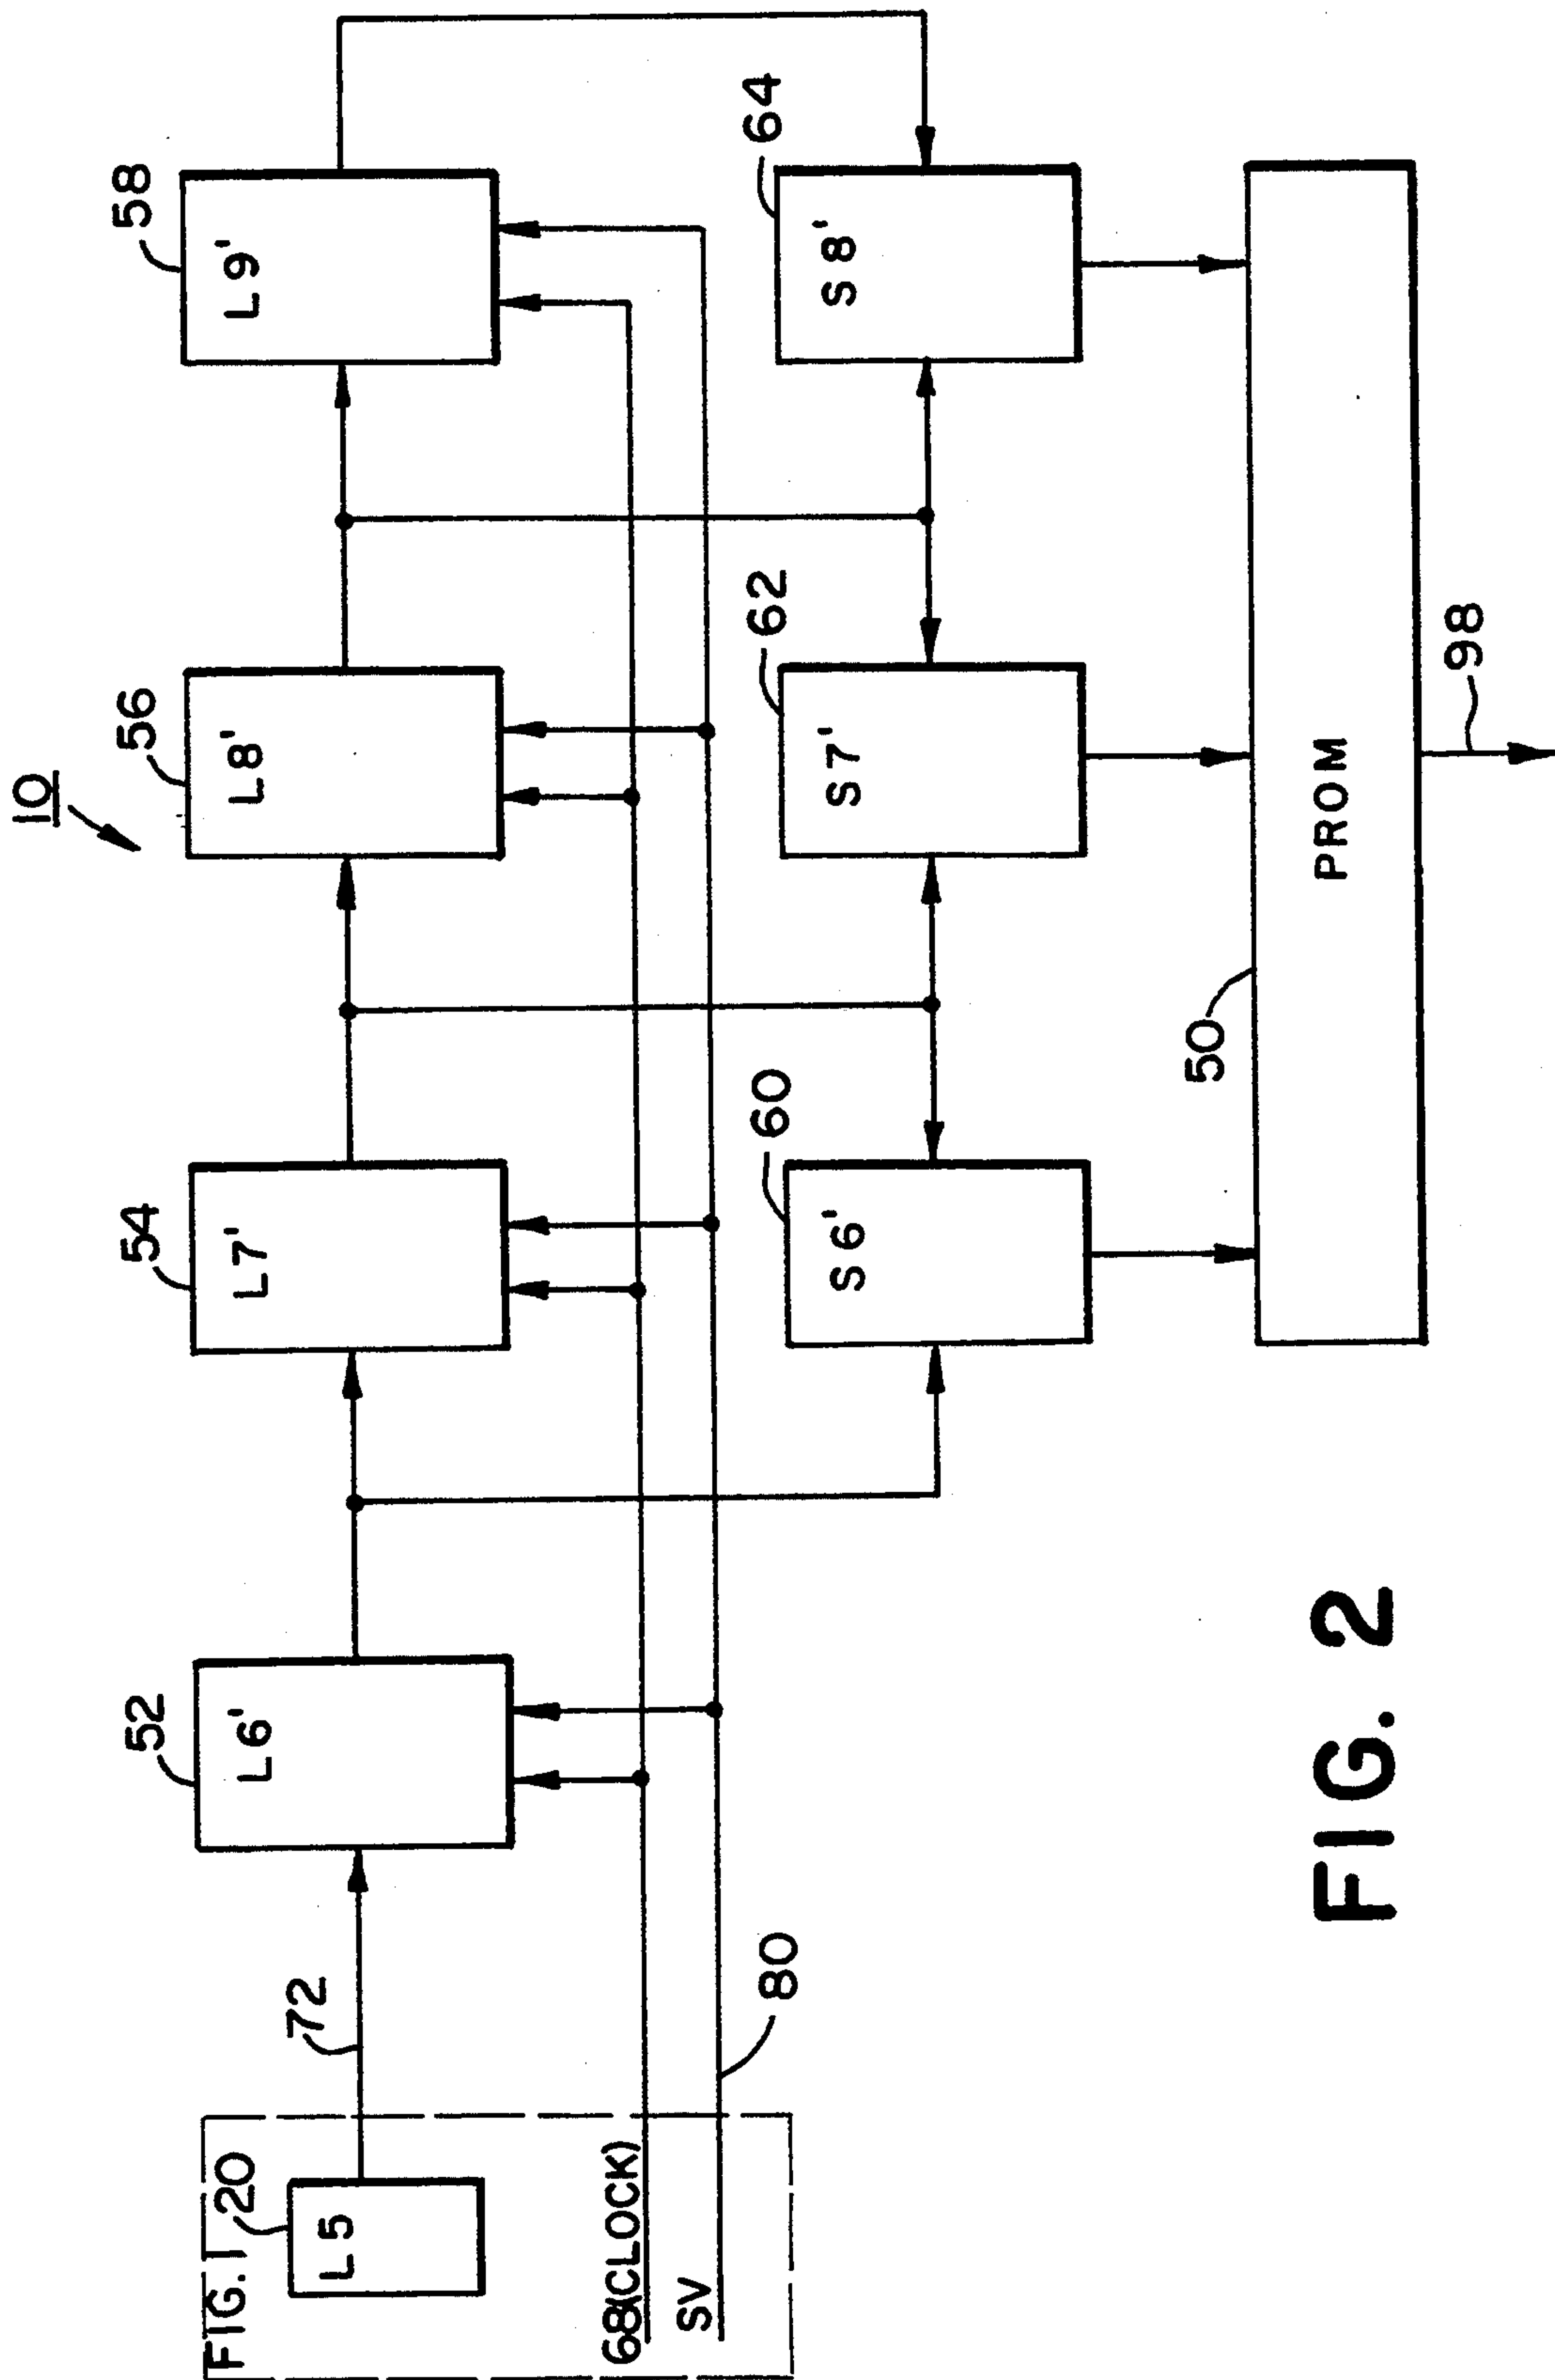 10
52
54
56
58
L6'
L7'
L8'
L9'
FIG. 1
20
72
L5
68(CLOCK)
SV
80
60
62
64
S6'
S7'
S8'
50
PROM
98
FIG. 2